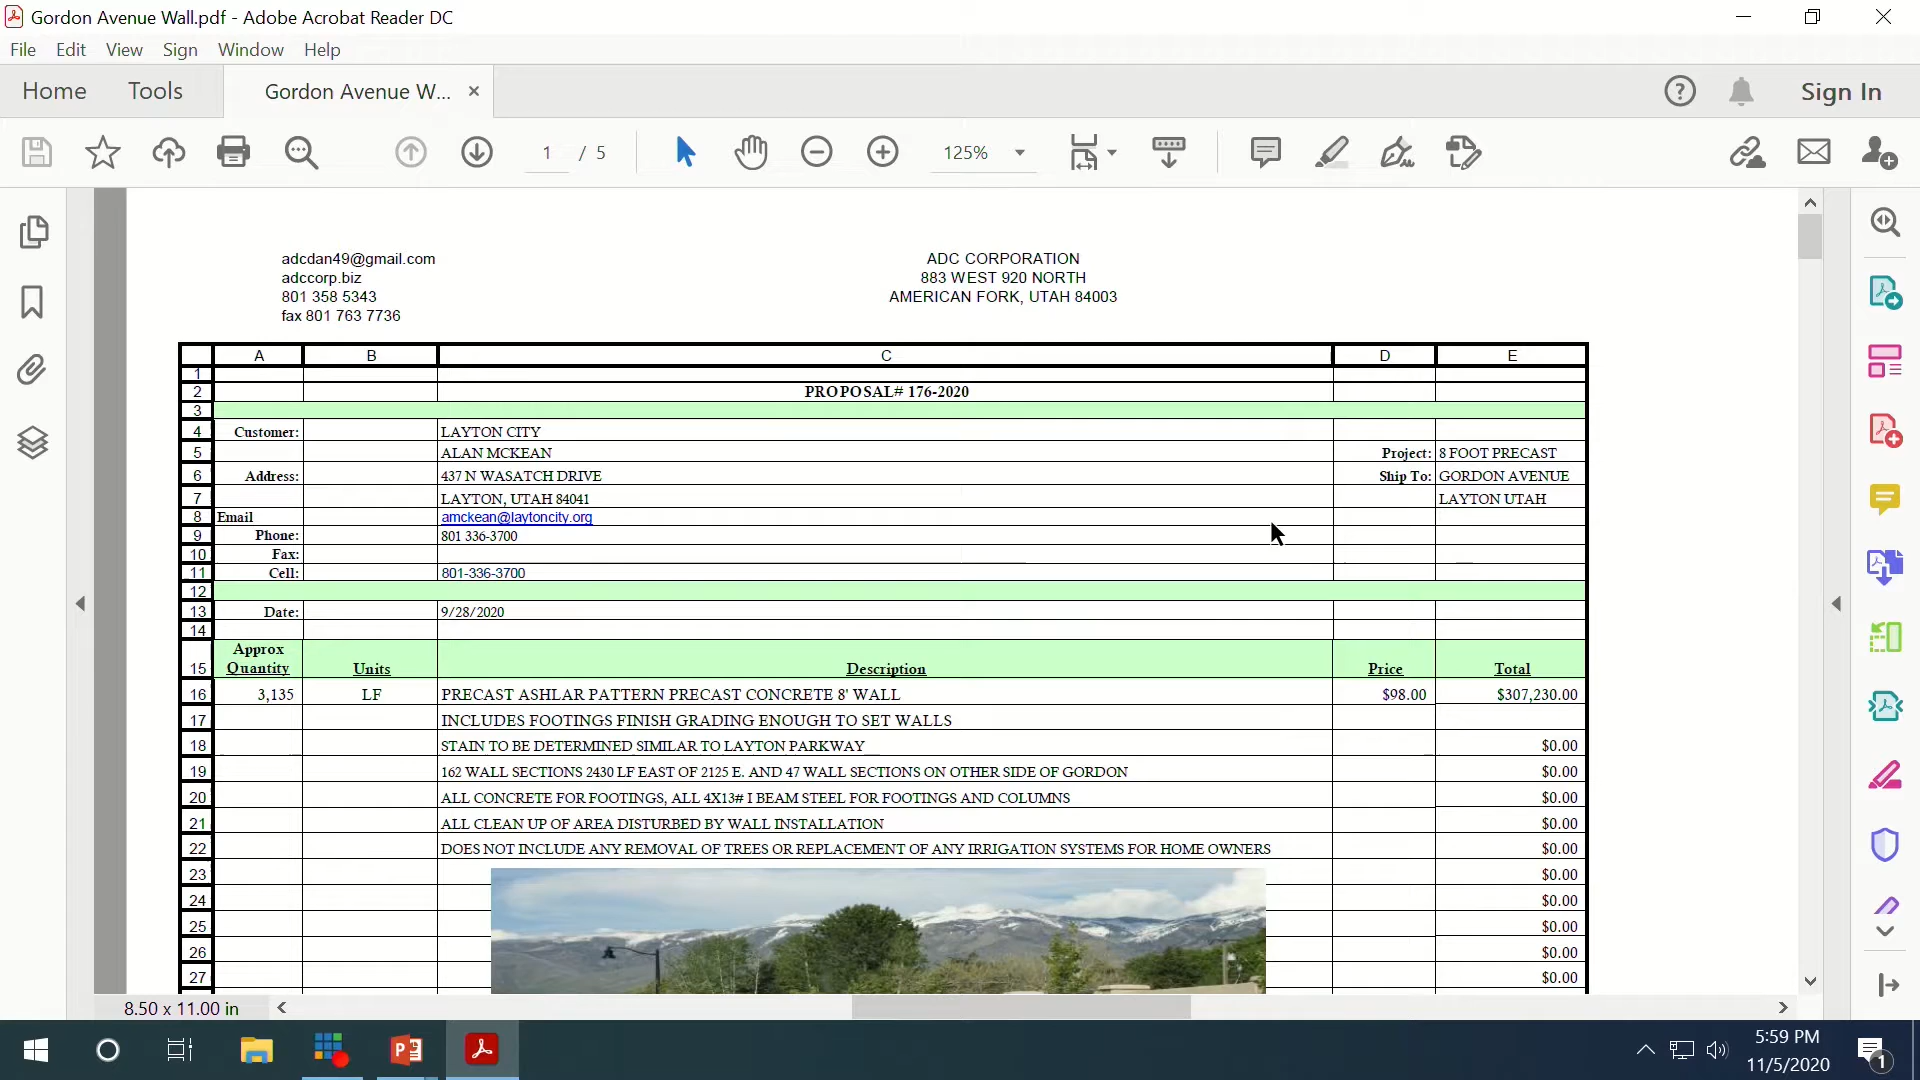 Gordon Avenue Wall.pdf - Adobe Acrobat Reader DC
File Edit View Sign Window Help
Home Tools Gordon Avenue W... × Sign In
1 / 5 125%
adcdan49@gmail.com
adccorp.biz
801 358 5343
fax 801 763 7736
ADC CORPORATION
883 WEST 920 NORTH
AMERICAN FORK, UTAH 84003
A B C D E
1
2 PROPOSAL# 176-2020
3
4 Customer: LAYTON CITY
5 ALAN MCKEAN Project: 8 FOOT PRECAST
6 Address: 437 N WASATCH DRIVE Ship To: GORDON AVENUE
7 LAYTON, UTAH 84041 LAYTON UTAH
8 Email amckean@laytoncity.org
9 Phone: 801 336-3700
10 Fax:
11 Cell: 801-336-3700
12
13 Date: 9/28/2020
14
Approx
15 Quantity Units Description Price Total
16 3,135 LF PRECAST ASHLAR PATTERN PRECAST CONCRETE 8' WALL $98.00 $307,230.00
17 INCLUDES FOOTINGS FINISH GRADING ENOUGH TO SET WALLS
18 STAIN TO BE DETERMINED SIMILAR TO LAYTON PARKWAY $0.00
19 162 WALL SECTIONS 2430 LF EAST OF 2125 E. AND 47 WALL SECTIONS ON OTHER SIDE OF GORDON $0.00
20 ALL CONCRETE FOR FOOTINGS, ALL 4X13# I BEAM STEEL FOR FOOTINGS AND COLUMNS $0.00
21 ALL CLEAN UP OF AREA DISTURBED BY WALL INSTALLATION $0.00
22 DOES NOT INCLUDE ANY REMOVAL OF TREES OR REPLACEMENT OF ANY IRRIGATION SYSTEMS FOR HOME OWNERS $0.00
23 $0.00
24 $0.00
25 $0.00
26 $0.00
27 $0.00
8.50 x 11.00 in
5:59 PM
11/5/2020
1